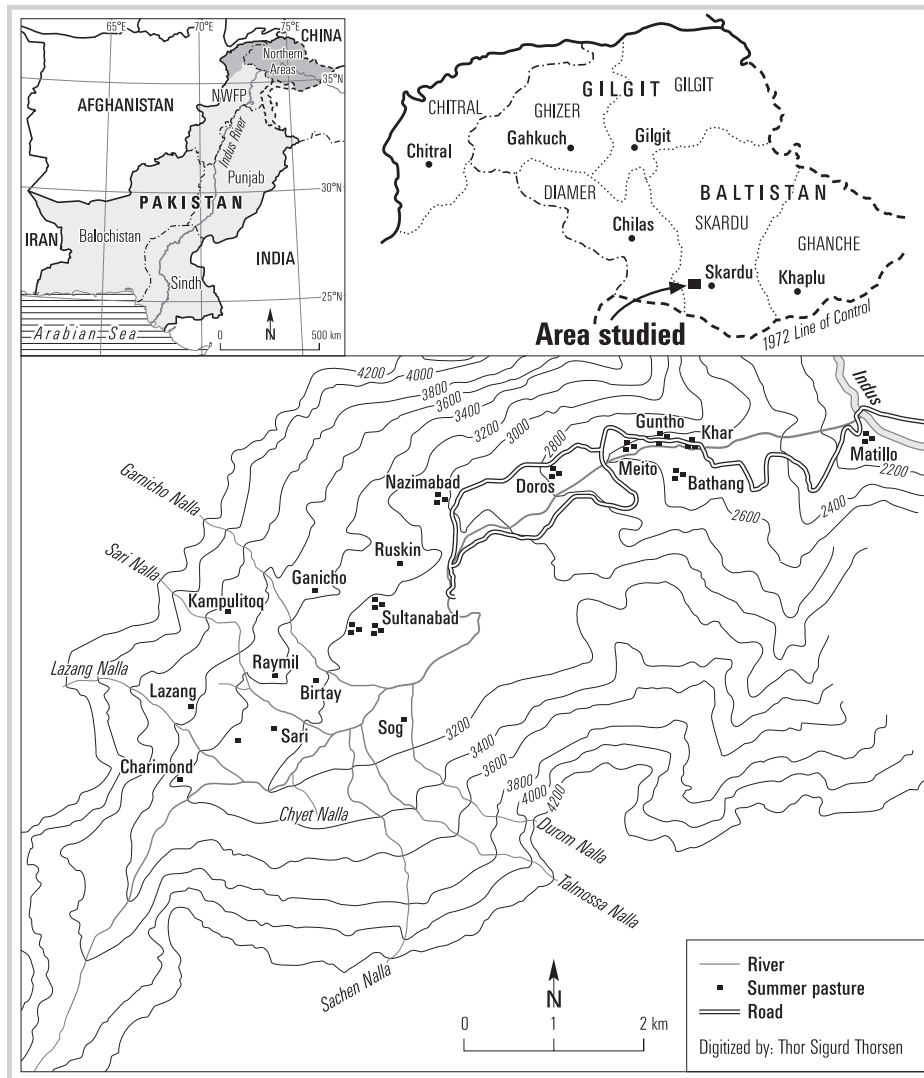 65°E
70°E
75°E
CHINA
Northern
Areas
35°N
NWFP
AFGHANISTAN
Indus River
Punjab
30°N
PAKISTAN
IRAN
Balochistan
INDIA
Sindh
25°N
Arabian Sea
N
0
500 km
CHITRAL
GHIZER
GILGIT
GILGIT
Chitral
Gahkuch
Gilgit
DIAMER
BALTISTAN
Chilas
SKARDU
GHANCHE
Skardu
Khaplu
Area studied
1972 Line of Control
4200
4000
3800
3600
3400
3200
3000
2800
Indus
Guntho
Khar
Matillo
2200
Meito
Bathang
2400
2600
Doros
Nazimabad
Garnicho Nalla
Ruskin
Sari Nalla
Ganicho
Kampulitoq
Sultanabad
Lazang Nalla
Raymil
Birtay
Lazang
Sari
Sog
3200
3400
3600
3800
4000
4200
Charimond
Chyet Nalla
Durom Nalla
Talmossa Nalla
Sachen Nalla
N
0 1 2 km
River
Summer pasture
Road
Digitized by: Thor Sigurd Thorsen